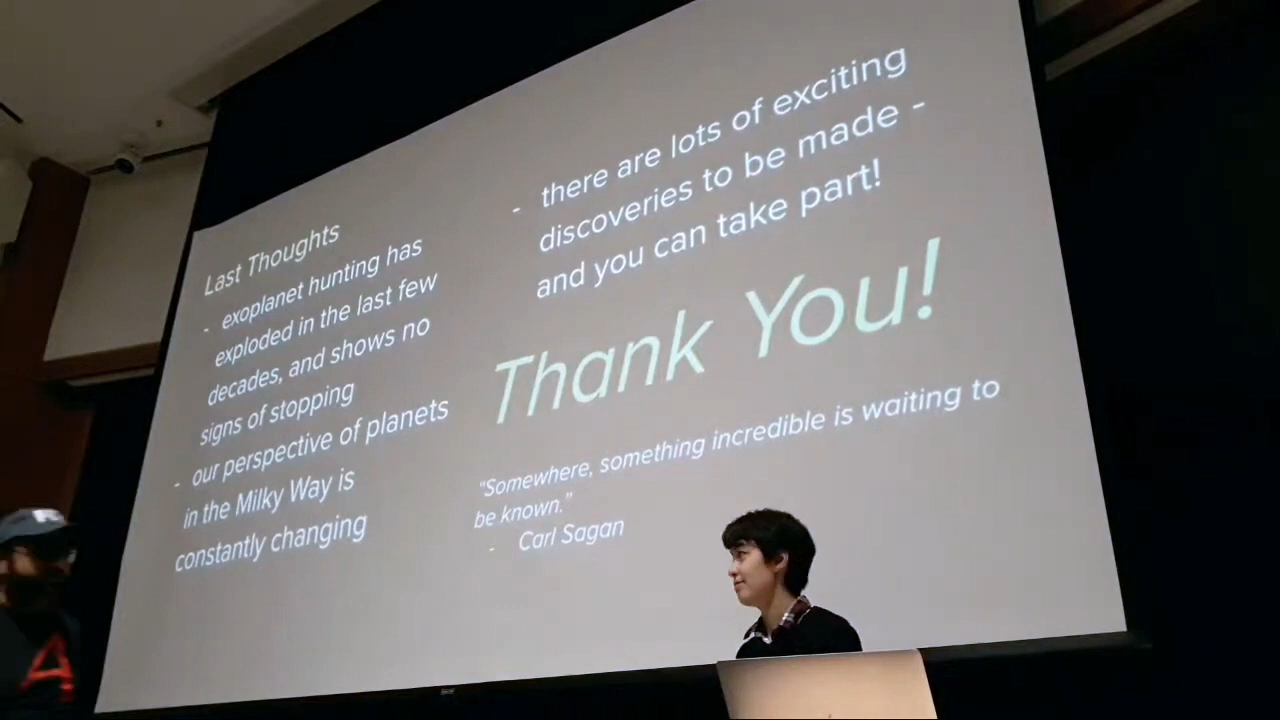 Last Thoughts
- exoplanet hunting has
exploded in the last few
decades, and shows no
signs of stopping
- our perspective of planets
in the Milky Way is
constantly changing
- there are lots of exciting
discoveries to be made -
and you can take part!
Thank You!
"Somewhere, something incredible is waiting to
be known."
- Carl Sagan
A